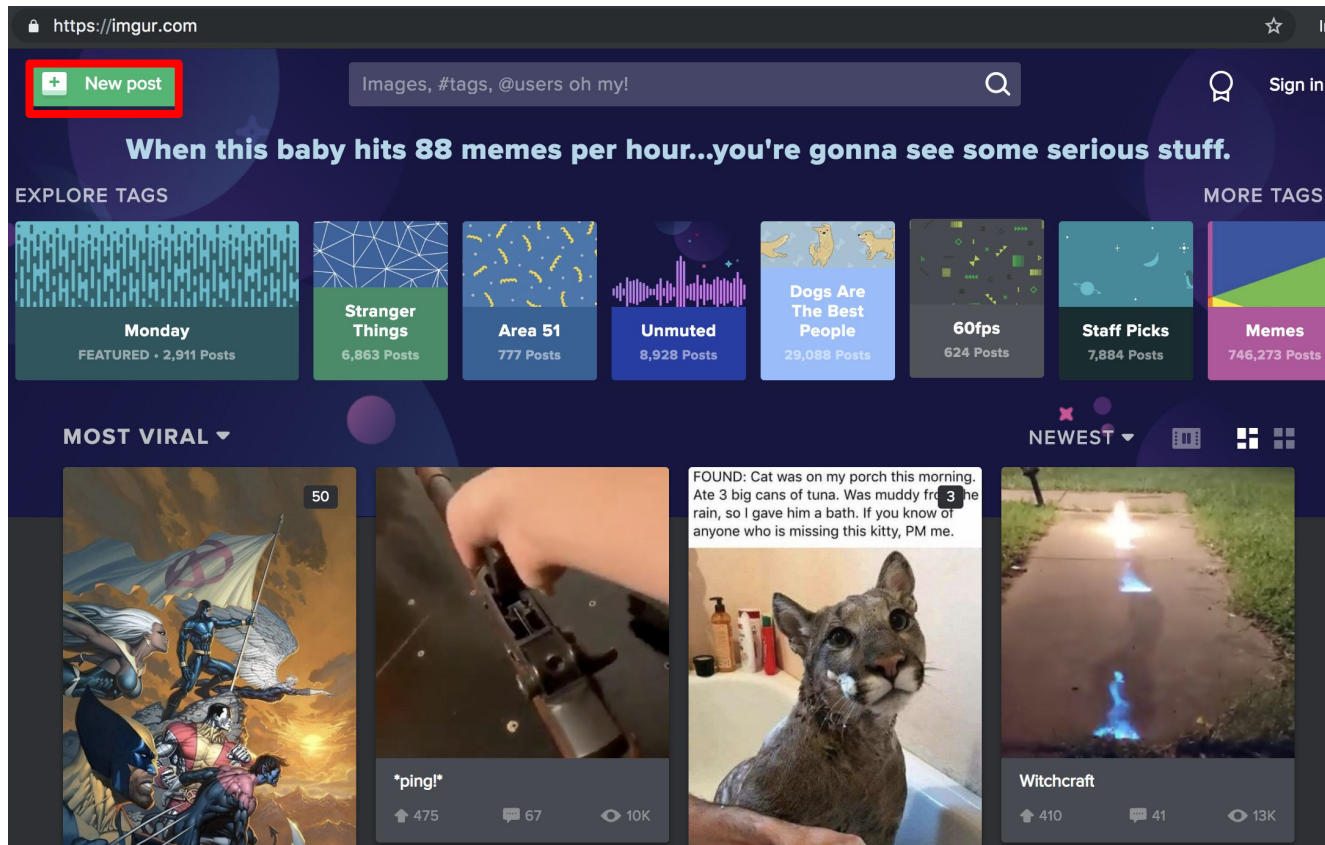 https://imgur.com
New post
Images, #tags, @users oh my!
Sign in
When this baby hits 88 memes per hour...you're gonna see some serious stuff.
EXPLORE TAGS
MORE TAGS
Monday
FEATURED • 2,911 Posts
Stranger
Things
6,863 Posts
Area 51
777 Posts
Unmuted
8,928 Posts
Dogs Are
The Best
People
29,088 Posts
60fps
624 Posts
Staff Picks
7,884 Posts
Memes
746,273 Posts
MOST VIRAL
NEWEST
50
FOUND: Cat was on my porch this morning.
Ate 3 big cans of tuna. Was muddy
rain, so I gave him a bath. If you know of
anyone who is missing this kitty, PM me.
3
*ping!*
475 67 10K
Witchcraft
410 41 13K